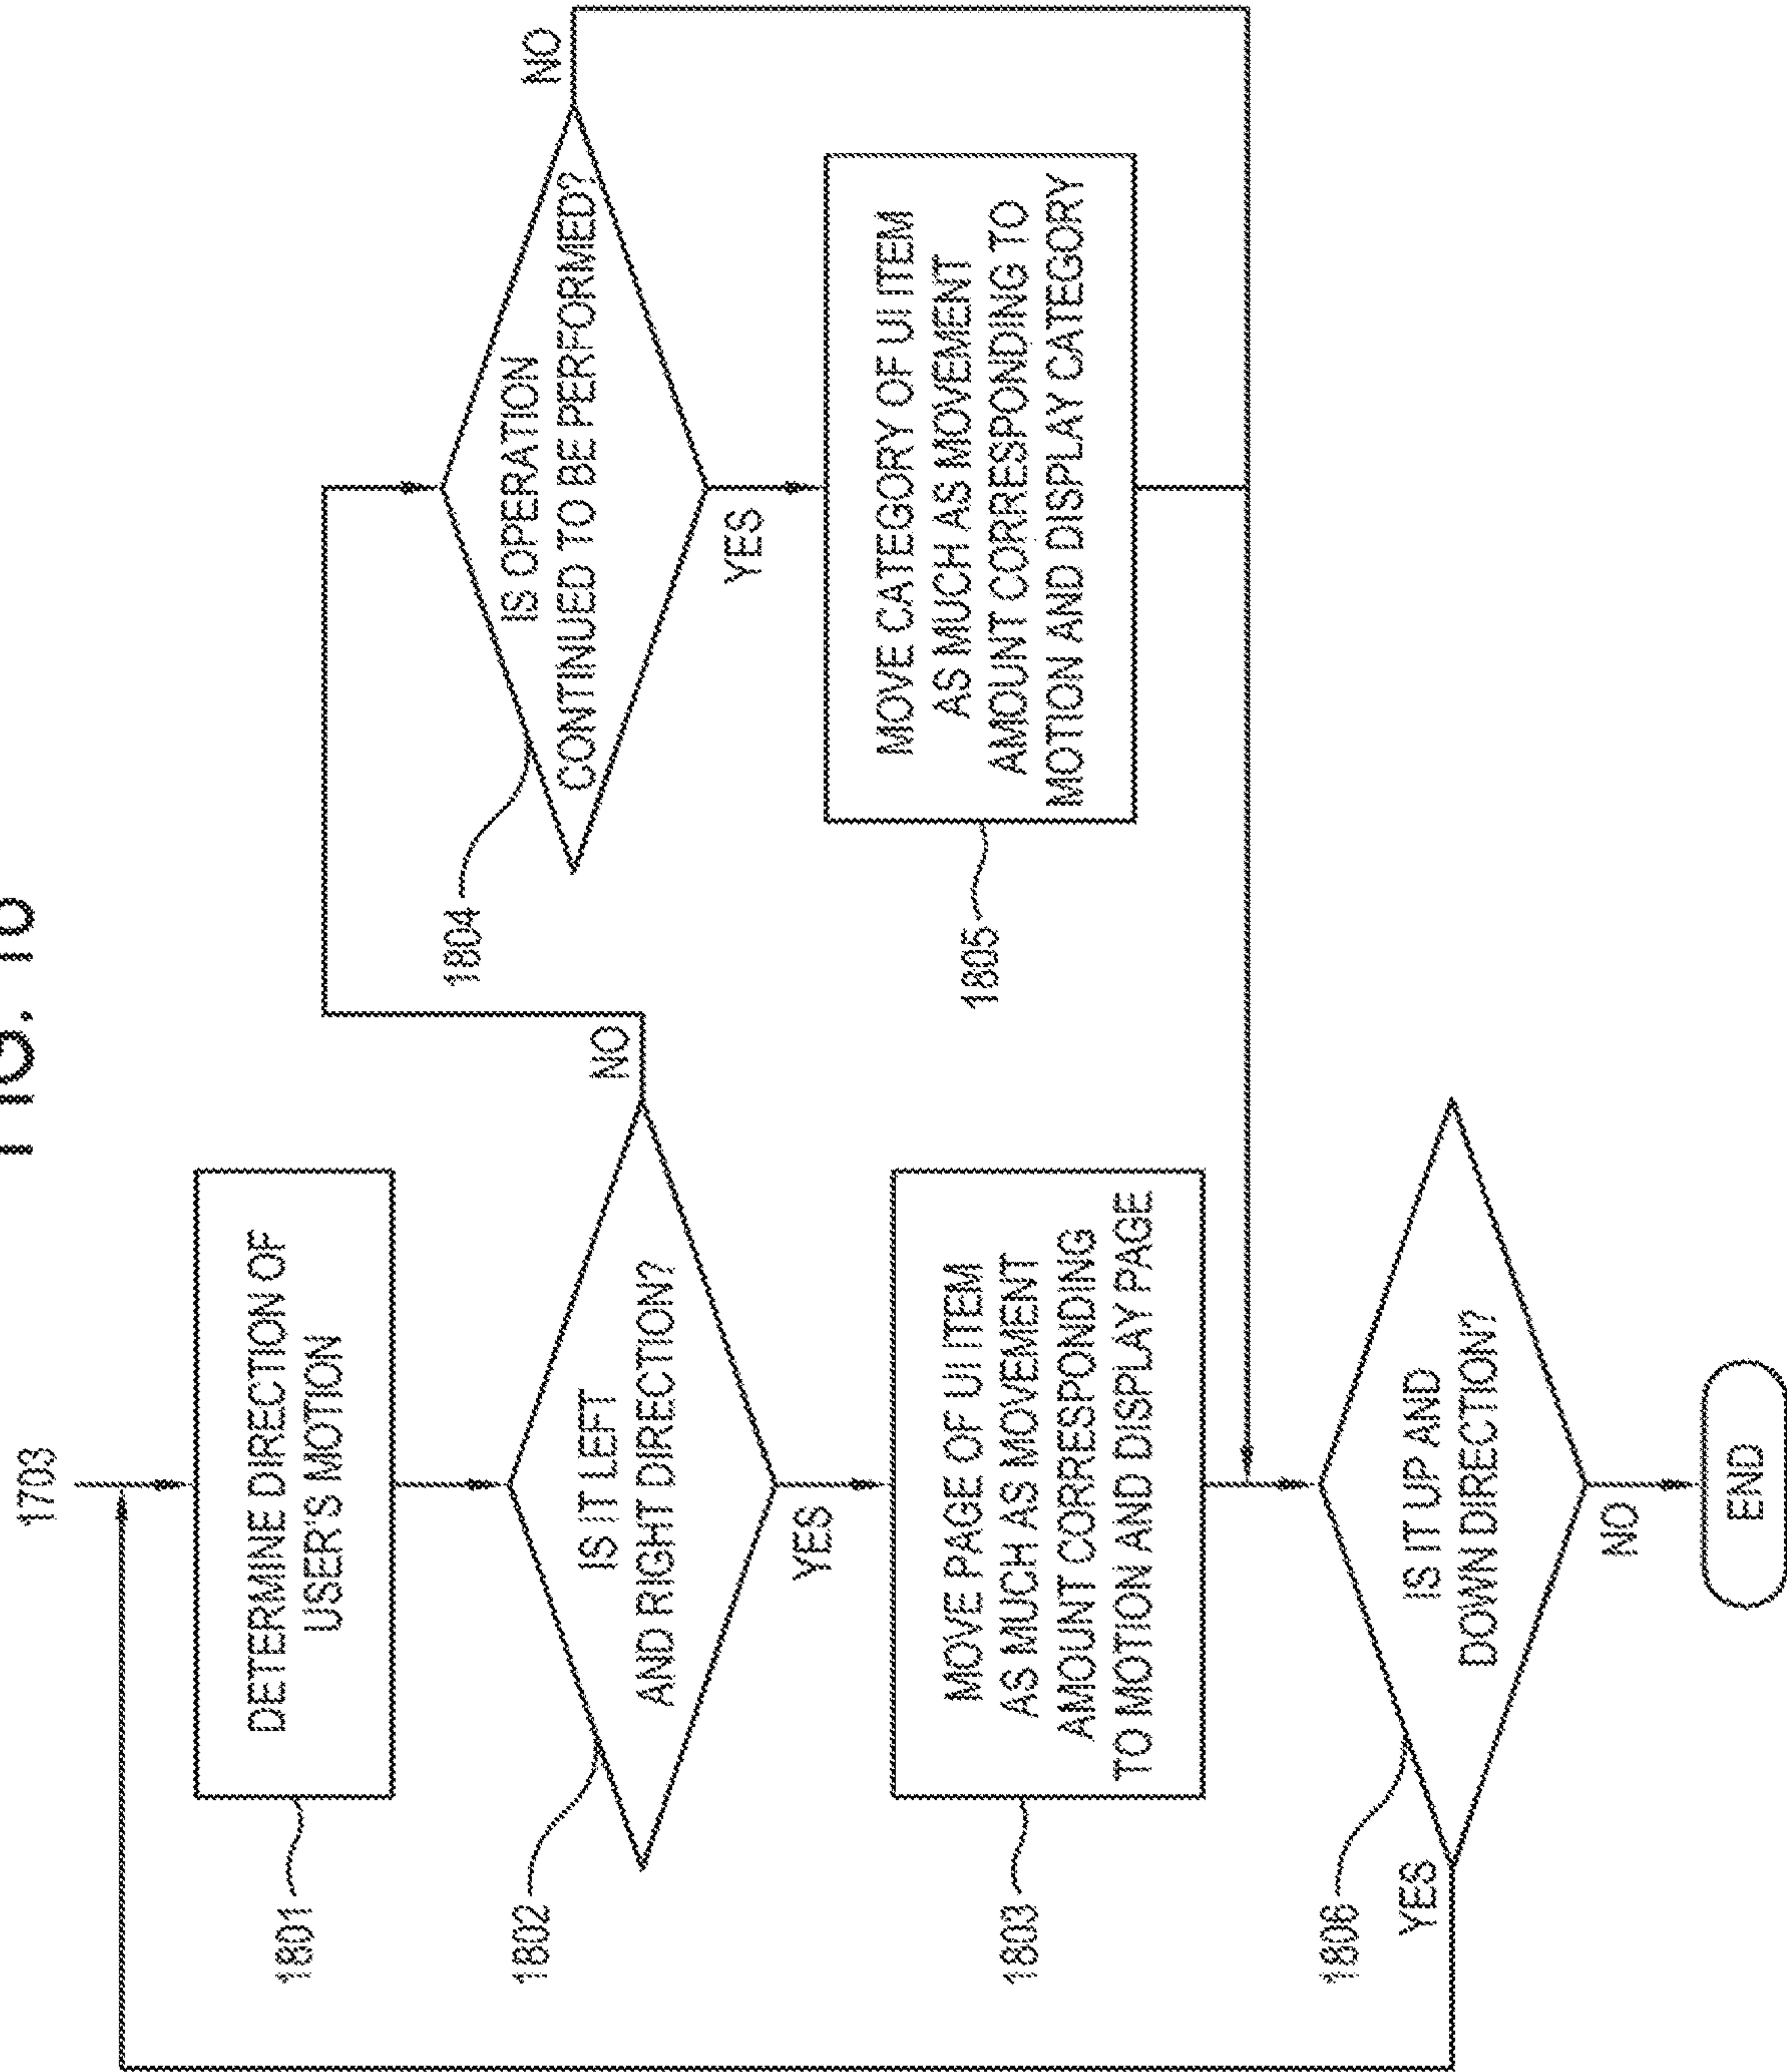 FIG.
1703
DETERMINE DIRECTION OF
USER'S MOTION
1801
IS IT LEFT
AND RIGHT DIRECTION?
1802
NO
YES
MOVE PAGE OF UI ITEM
AS MUCH AS MOVEMENT
AMOUNT CORRESPONDING
TO MOTION AND DISPLAY PAGE
1803
IS OPERATION
CONTINUED TO BE PERFORMED?
1804
NO
YES
MOVE CATEGORY OF UI ITEM
AS MUCH AS MOVEMENT
AMOUNT CORRESPONDING TO
MOTION AND DISPLAY CATEGORY
1805
IS IT UP AND
DOWN DIRECTION?
1806
YES
NO
END